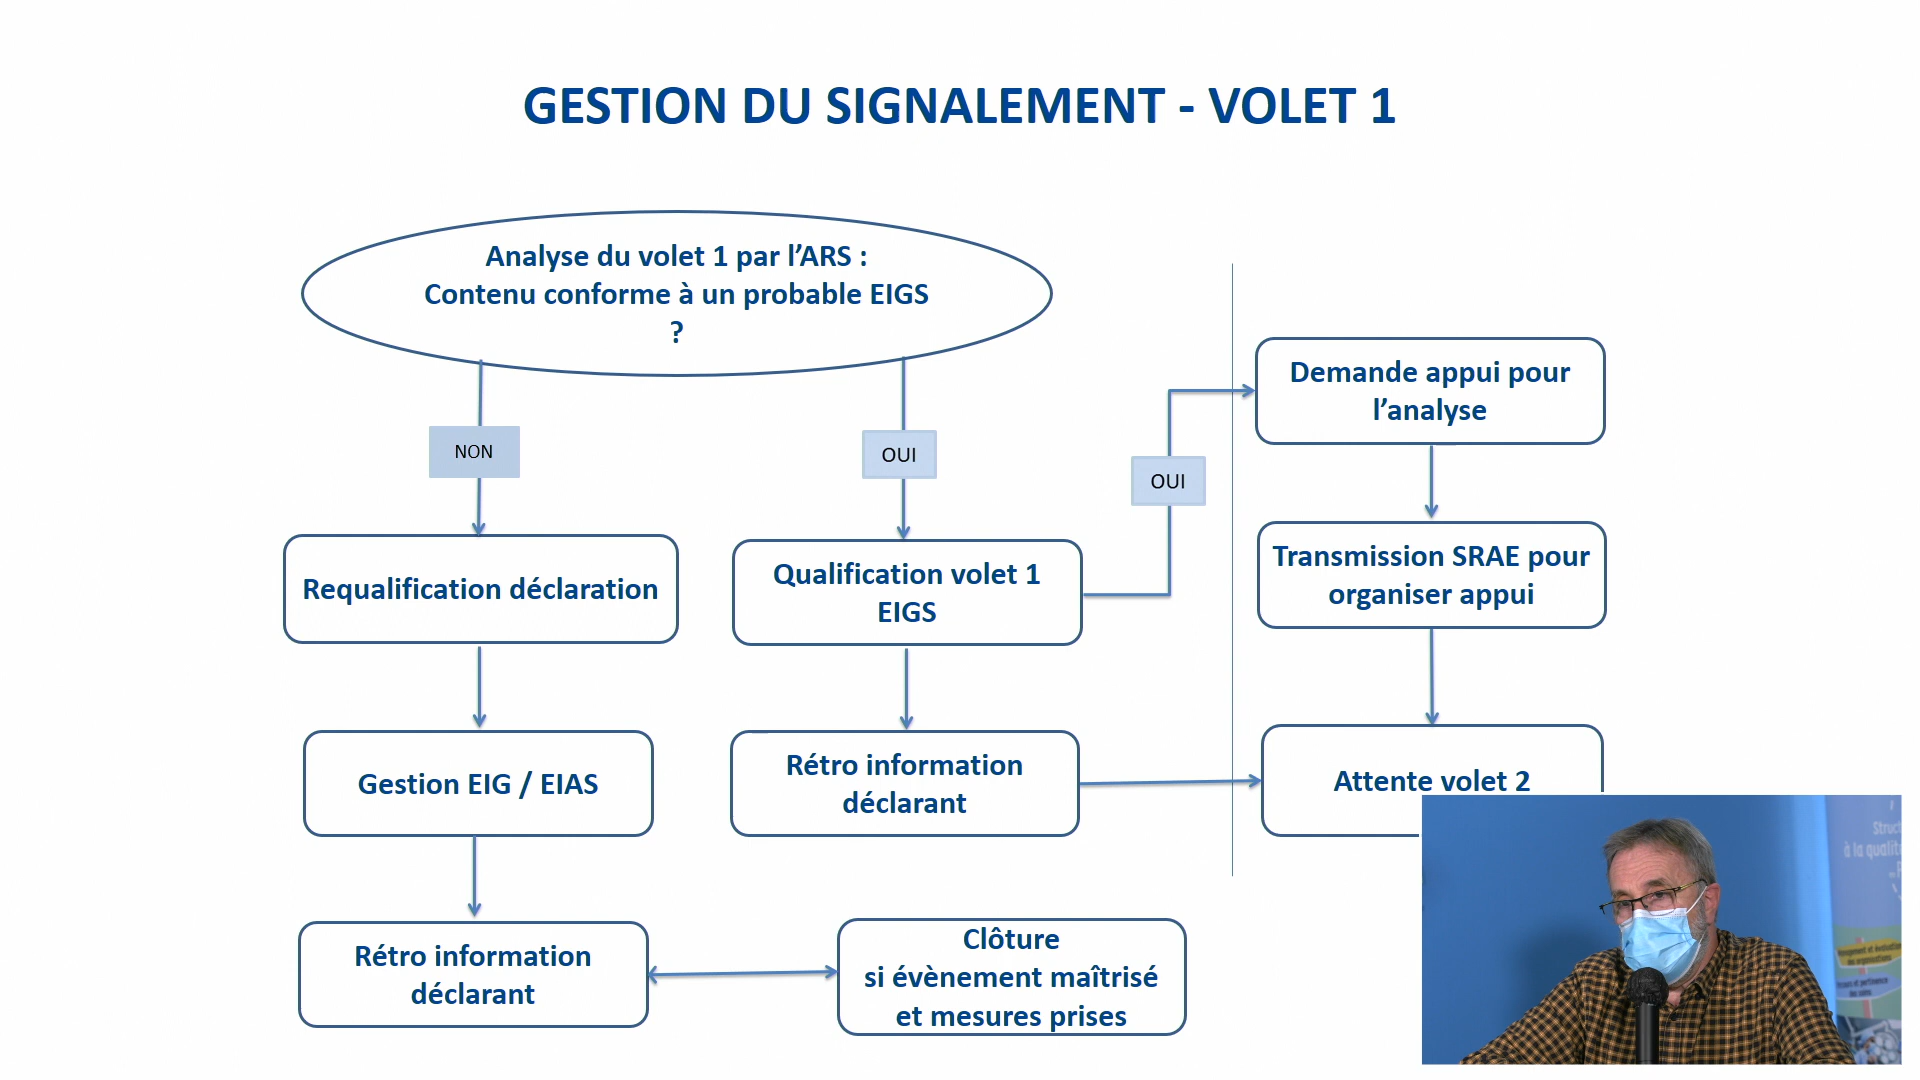 GESTION DU SIGNALEMENT - VOLET 1
Analyse du volet 1 par l’ARS :
Contenu conforme à un probable EIGS
?
NON
OUI
OUI
Demande appui pour
l’analyse
Requalification déclaration
Qualification volet 1
EIGS
Transmission SRAE pour
organiser appui
Gestion EIG / EIAS
Rétro information
déclarant
Attente volet 2
Rétro information
déclarant
Clôture
si évènement maîtrisé
et mesures prises
à la qualit